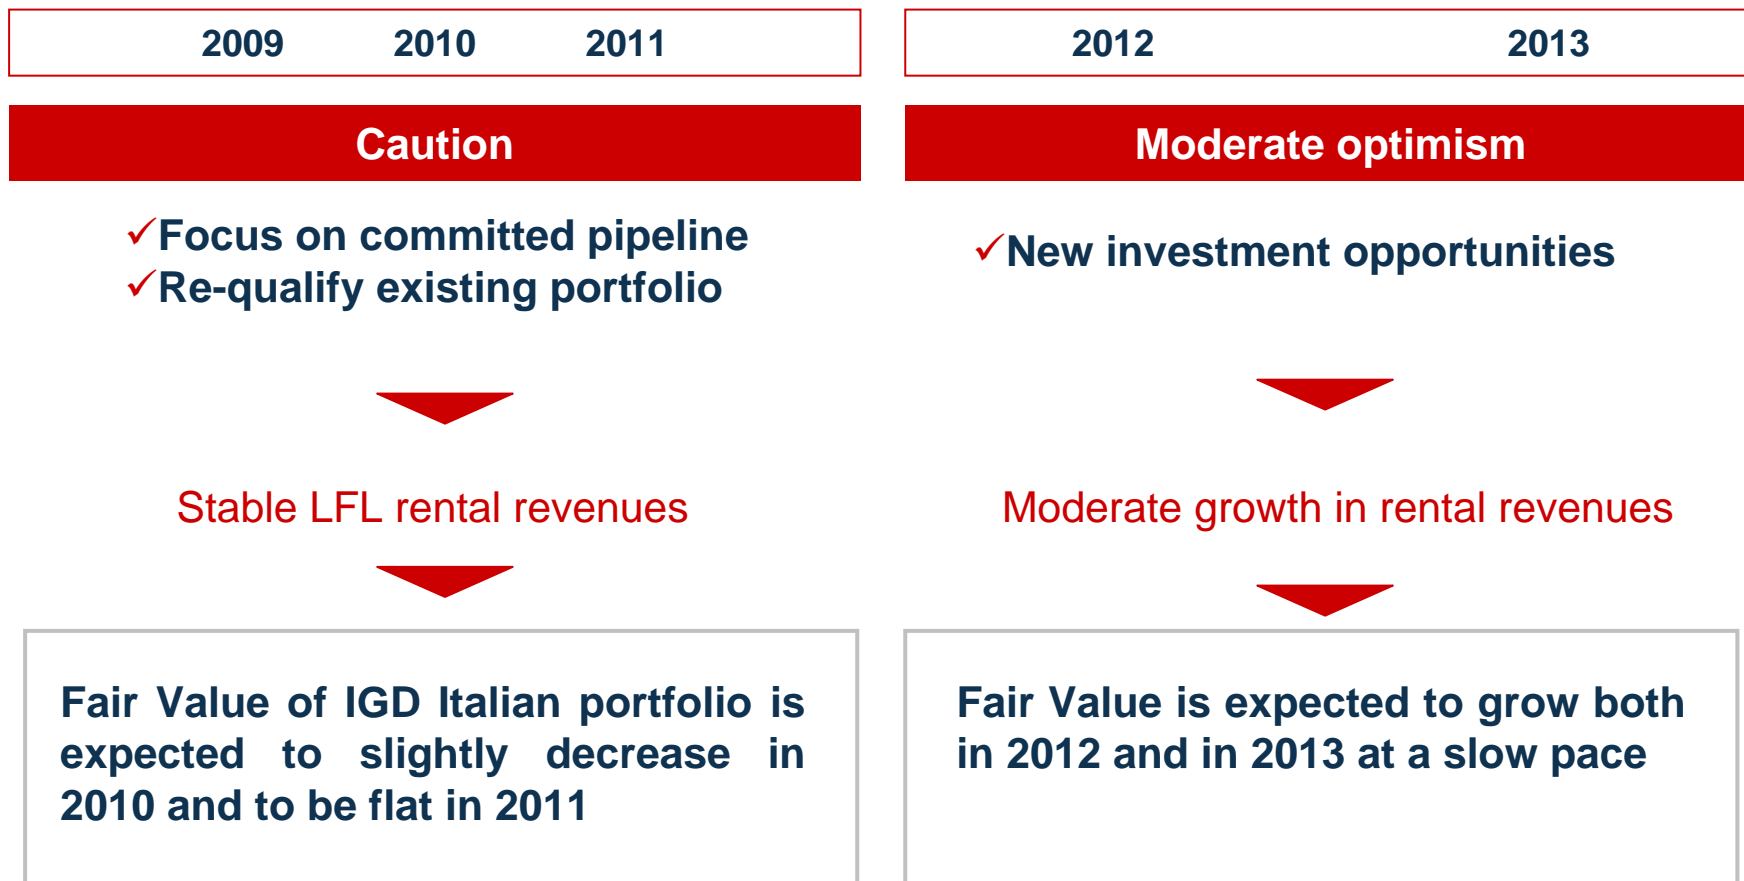 2009 2010 2011
Caution
✓Focus on committed pipeline
✓Re-qualify existing portfolio
Stable LFL rental revenues
Fair Value of IGD Italian portfolio is
expected to slightly decrease in
2010 and to be flat in 2011
2012 2013
Moderate optimism
✓New investment opportunities
Moderate growth in rental revenues
Fair Value is expected to grow both
in 2012 and in 2013 at a slow pace